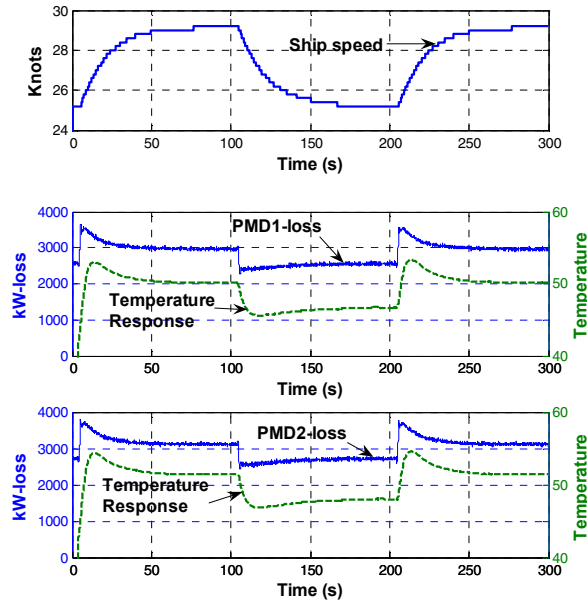 30
28
26
24
Knots
Ship speed
0 50 100 150 200 250 300
Time (s)
4000
3000
2000
1000
0
kW-loss
PMD1-loss
Temperature
Response
60
50
40
Temperature
0 50 100 150 200 250 300
Time (s)
4000
3000
2000
1000
0
kW-loss
PMD2-loss
Temperature
Response
60
50
40
Temperature
0 50 100 150 200 250 300
Time (s)